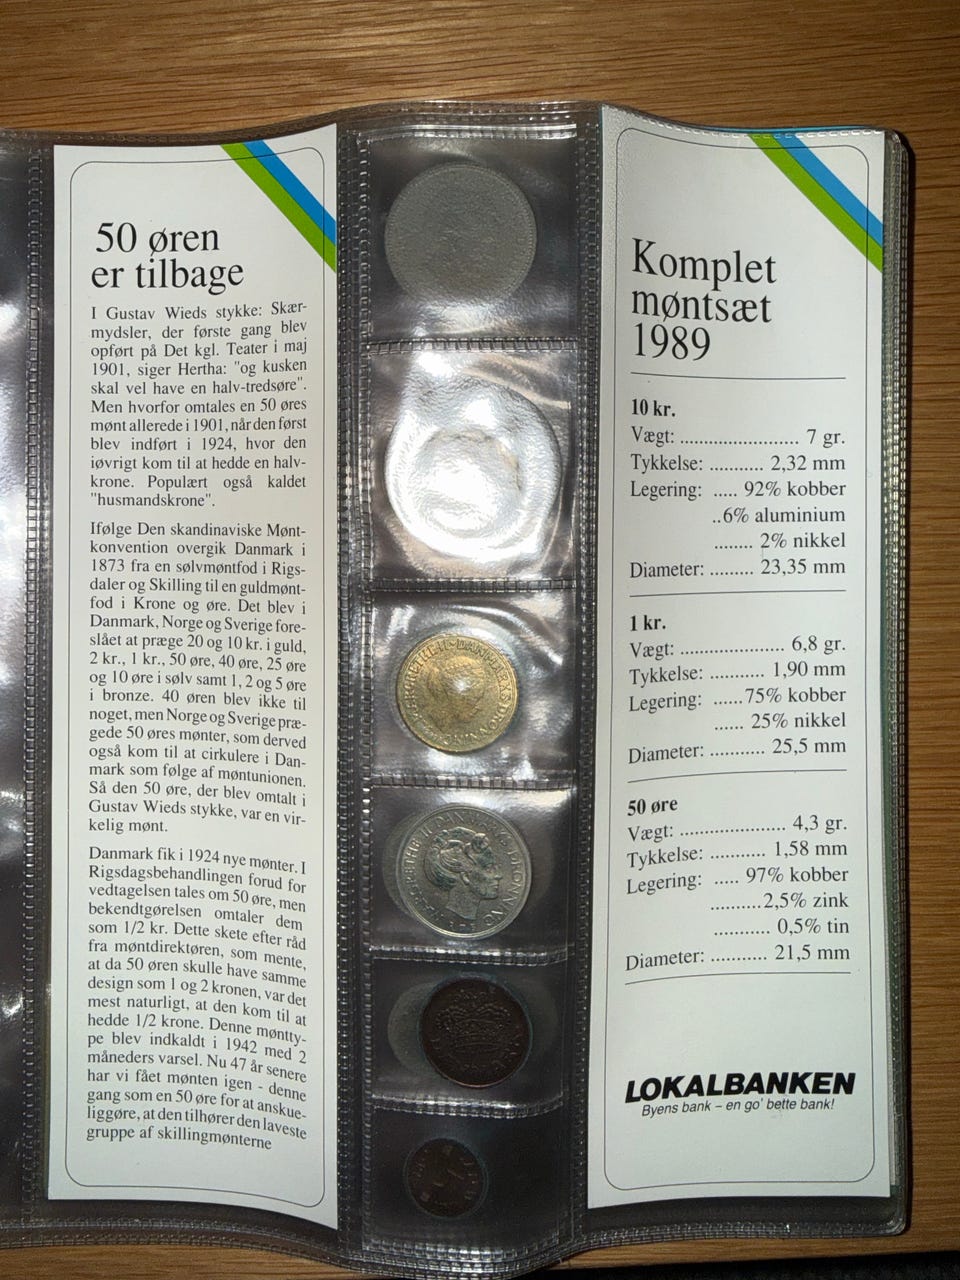 50 øren
er tilbage
I Gustav Wieds stykke: Skær-
mydsler, der første gang blev
opført på Det kgl. Teater i maj
1901, siger Hertha: "og kusken
skal vel have en halv-tredsøre".
Men hvorfor omtales en 50 øres
mønt allerede i 1901, når den først
blev indført i 1924, hvor den
iøvrigt kom til at hedde en halv-
krone. Populært også kaldet
"husmandskrone".
Ifølge Den skandinaviske Mønt-
konvention overgik Danmark i
1873 fra en sølvmøntfod i Rigs-
daler og Skilling til en guldmønt-
fod i Krone og øre. Det blev i
Danmark, Norge og Sverige fore-
slået at præge 20 og 10 kr. i guld,
2 kr., 1 kr., 50 øre, 40 øre, 25 øre
og 10 øre i sølv samt 1, 2 og 5 øre
i bronze. 40 øren blev ikke til
noget, men Norge og Sverige præ-
gede 50 øres mønter, som derved
også kom til at cirkulere i Dan-
mark som følge af møntunionen.
Så den 50 øre, der blev omtalt i
Gustav Wieds stykke, var en vir-
kelig mønt.
Danmark fik i 1924 nye mønter. I
Rigsdagsbehandlingen forud for
vedtagelsen tales om 50 øre, men
bekendtgørelsen omtaler dem
som 1/2 kr. Dette skete efter råd
fra møntdirektøren, som mente,
at da 50 øren skulle have samme
design som 1 og 2 kronen, var det
mest naturligt, at den kom til at
hedde 1/2 krone. Denne møntty-
pe blev indkaldt i 1942 med 2
måneders varsel. Nu 47 år senere
har vi fået mønten igen - denne
gang som en 50 øre for at anskue-
liggøre, at den tilhører den laveste
gruppe af skillingmønterne
MARGRETHE II DANMARKS DRONNING
MARGRETHE II DANMARKS DRONNING
Komplet
møntsæt
1989
10 kr.
Vægt: ........................ 7 gr.
Tykkelse: ........... 2,32 mm
Legering: ..... 92% kobber
..6% aluminium
........ 2% nikkel
Diameter: ......... 23,35 mm
1 kr.
Vægt: ..................... 6,8 gr.
Tykkelse: ........... 1,90 mm
Legering: ......75% kobber
...... 25% nikkel
Diameter: ........... 25,5 mm
50 øre
Vægt: ..................... 4,3 gr.
Tykkelse: ........... 1,58 mm
Legering: ..... 97% kobber
..........2,5% zink
........... 0,5% tin
Diameter: ........... 21,5 mm
LOKALBANKEN
Byens bank – en go' bette bank!